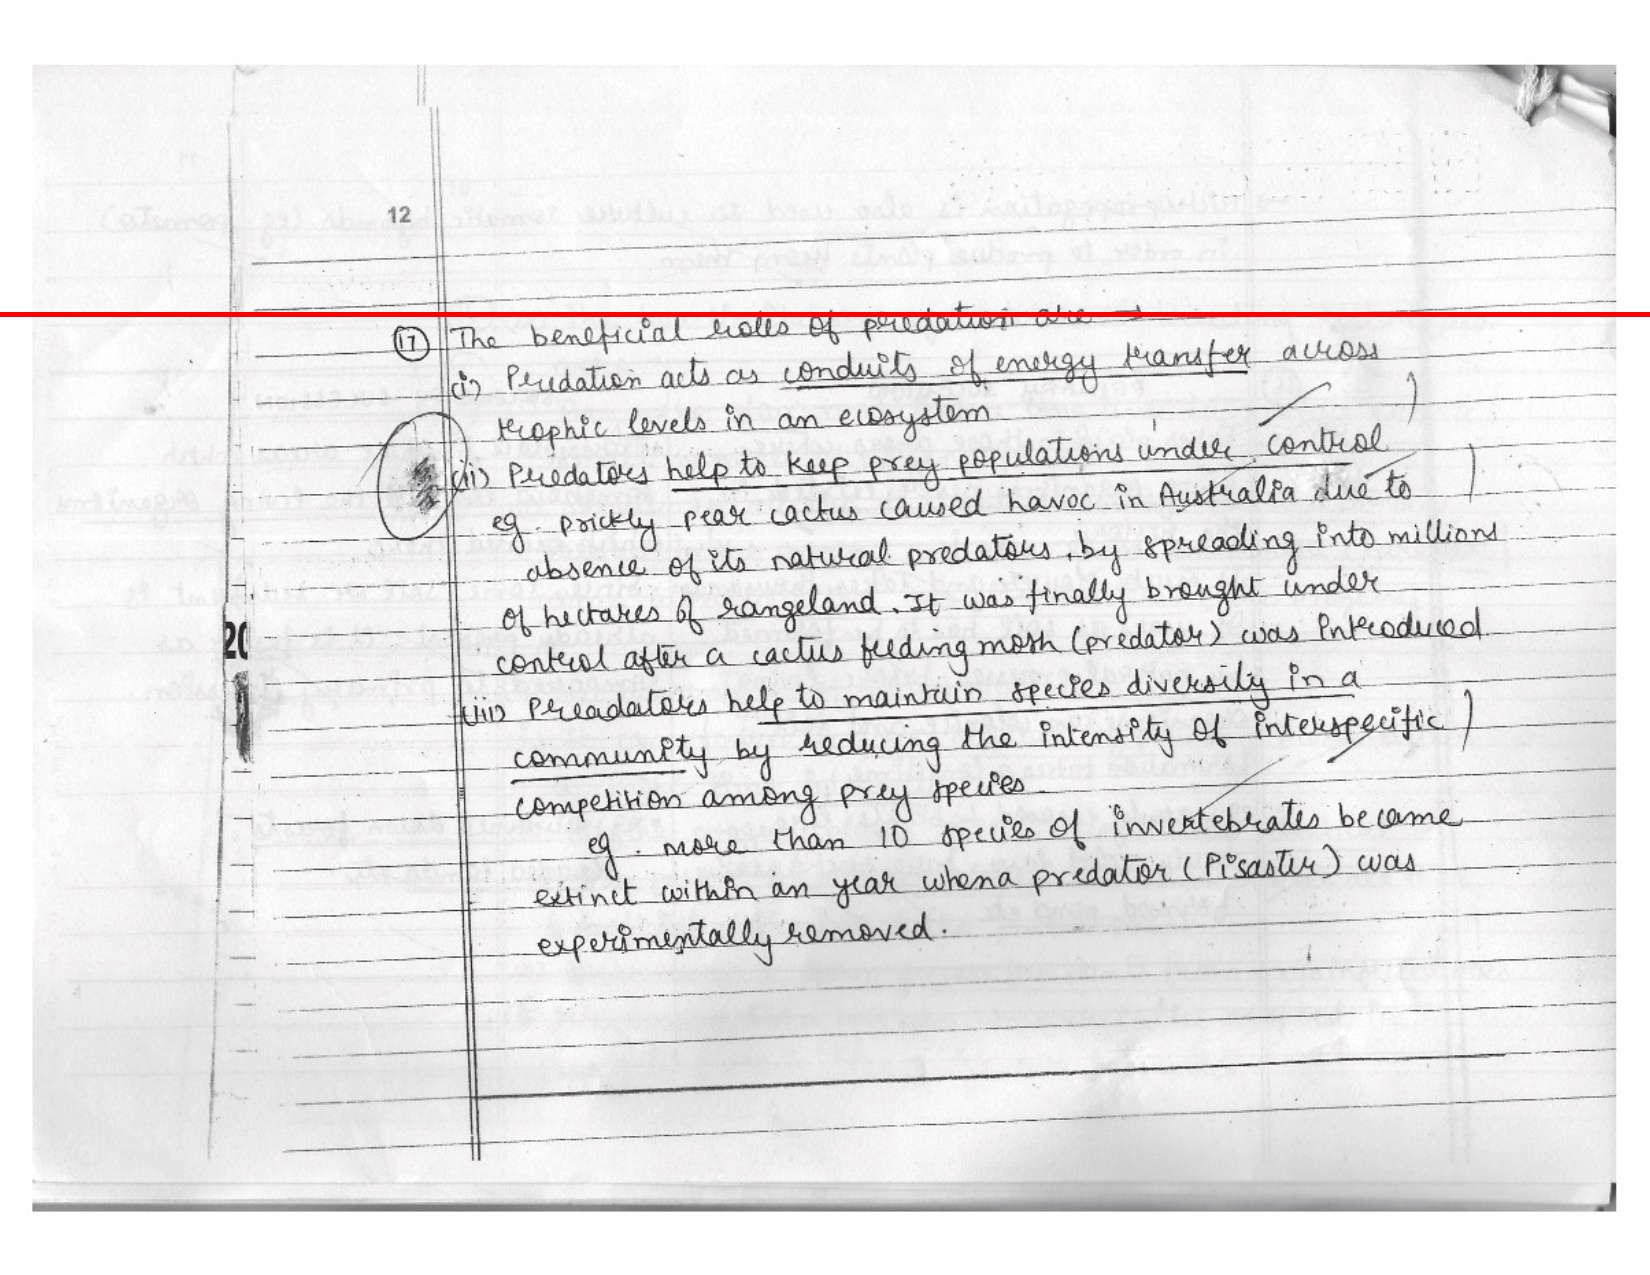 12
17 The beneficial roles of predation are →
(i) Predation acts as conduits of energy transfer across
trophic levels in an ecosystem
(ii) Predators help to keep prey populations under control
eg. prickly pear cactus caused havoc in Australia due to
absence of its natural predators, by spreading into millions
of hectares of rangeland. It was finally brought under
control after a cactus feeding moth (predator) was introduced
(iii) Preadators help to maintain species diversity in a
community by reducing the intensity of interspecific
competition among prey species
eg. more than 10 species of invertebrates became
extinct within an year when a predator (Pisaster) was
experimentally removed.
20